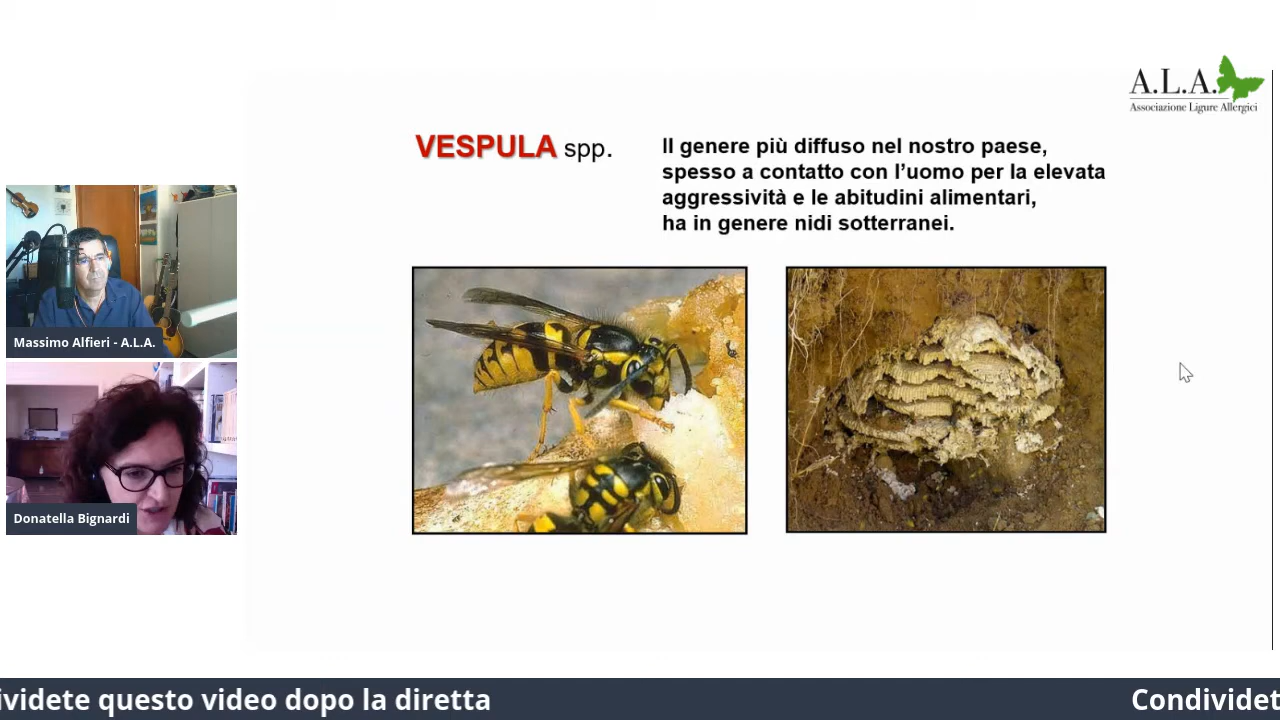 A.L.A.
Associazione Ligure Allergici
VESPULA spp.
Il genere più diffuso nel nostro paese,
spesso a contatto con l'uomo per la elevata
aggressività e le abitudini alimentari,
ha in genere nidi sotterranei.
Massimo Alfieri - A.L.A.
Donatella Bignardi
ividete questo video dopo la diretta
Condividet